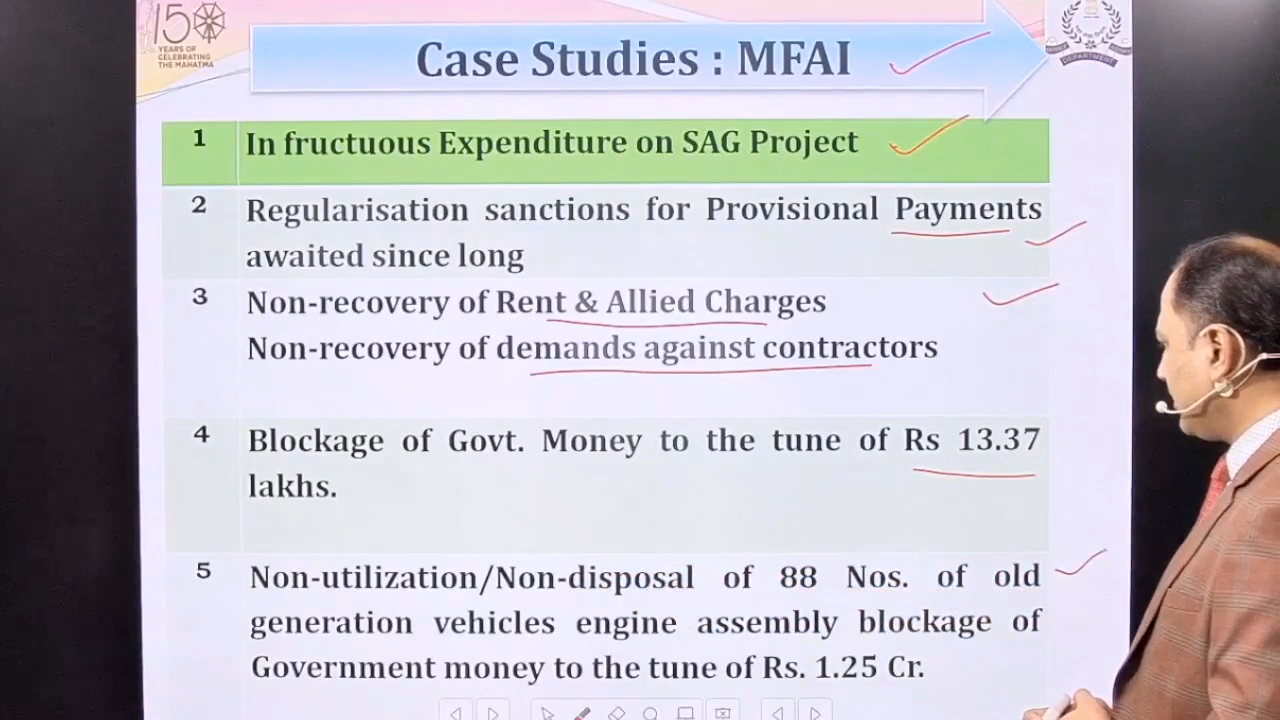 150
YEARS OF
CELEBRATING
THE MAHATMA
Case Studies : MFAI
DEPARTMENT
1
In fructuous Expenditure on SAG Project
2
Regularisation sanctions for Provisional Payments
awaited since long
3
Non-recovery of Rent & Allied Charges
Non-recovery of demands against contractors
4
Blockage of Govt. Money to the tune of Rs 13.37
lakhs.
5
Non-utilization/Non-disposal of 88 Nos. of old
generation vehicles engine assembly blockage of
Government money to the tune of Rs. 1.25 Cr.